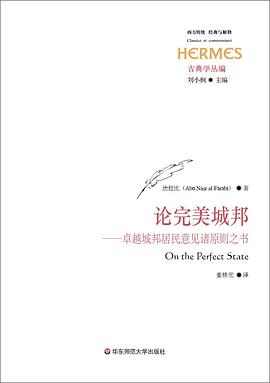 西方传统 经典与解释
Classici et commentarii
HERMES
古典学丛编
刘小枫 • 主编
法拉比 (Abu Nasr al-Farabi) 著
论完美城邦
——卓越城邦居民意见诸原则之书
On the Perfect State
董修元 译
华东师范大学出版社